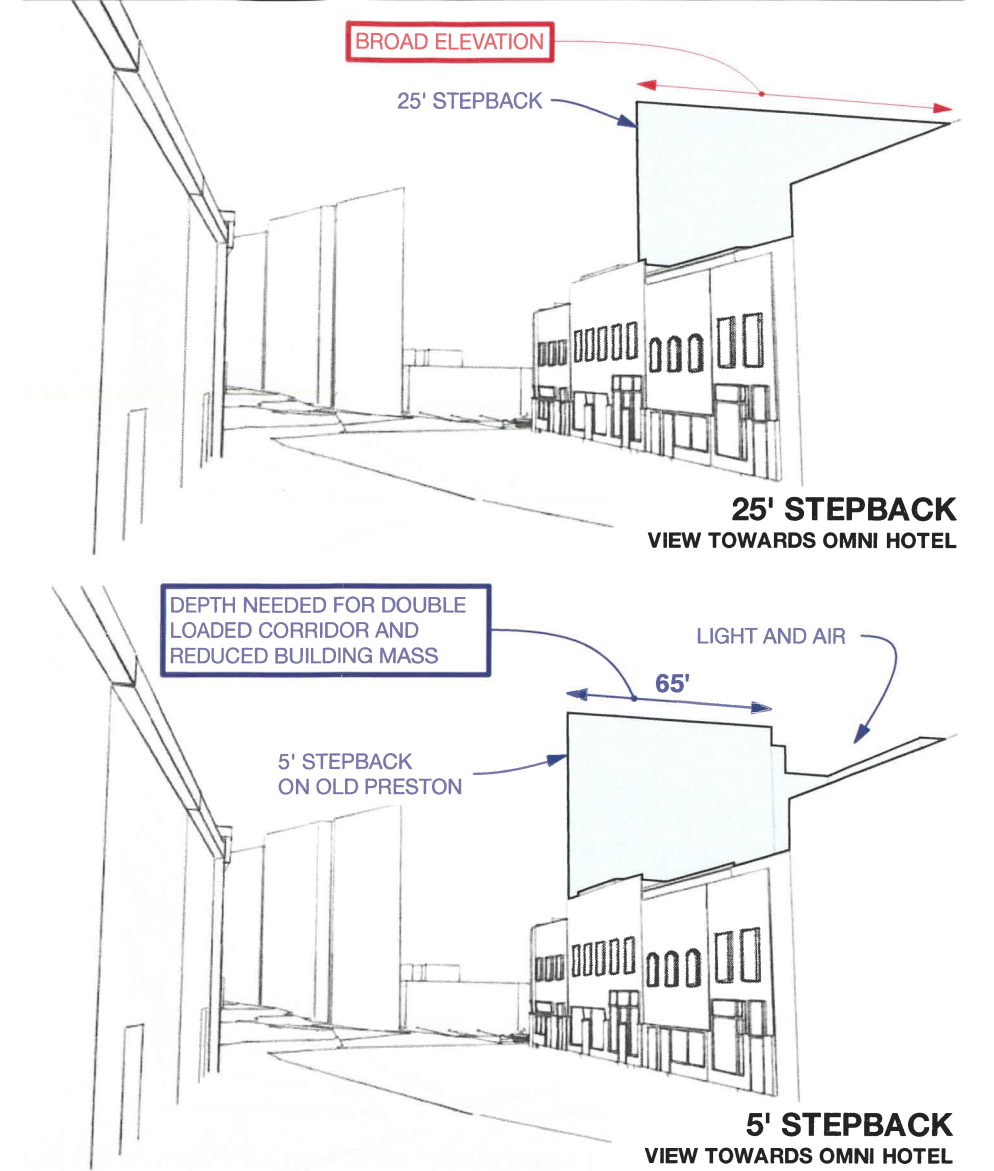 BROAD ELEVATION
25' STEPBACK
25' STEPBACK
VIEW TOWARDS OMNI HOTEL
DEPTH NEEDED FOR DOUBLE
LOADED CORRIDOR AND
REDUCED BUILDING MASS
LIGHT AND AIR
65'
5' STEPBACK
ON OLD PRESTON
5' STEPBACK
VIEW TOWARDS OMNI HOTEL